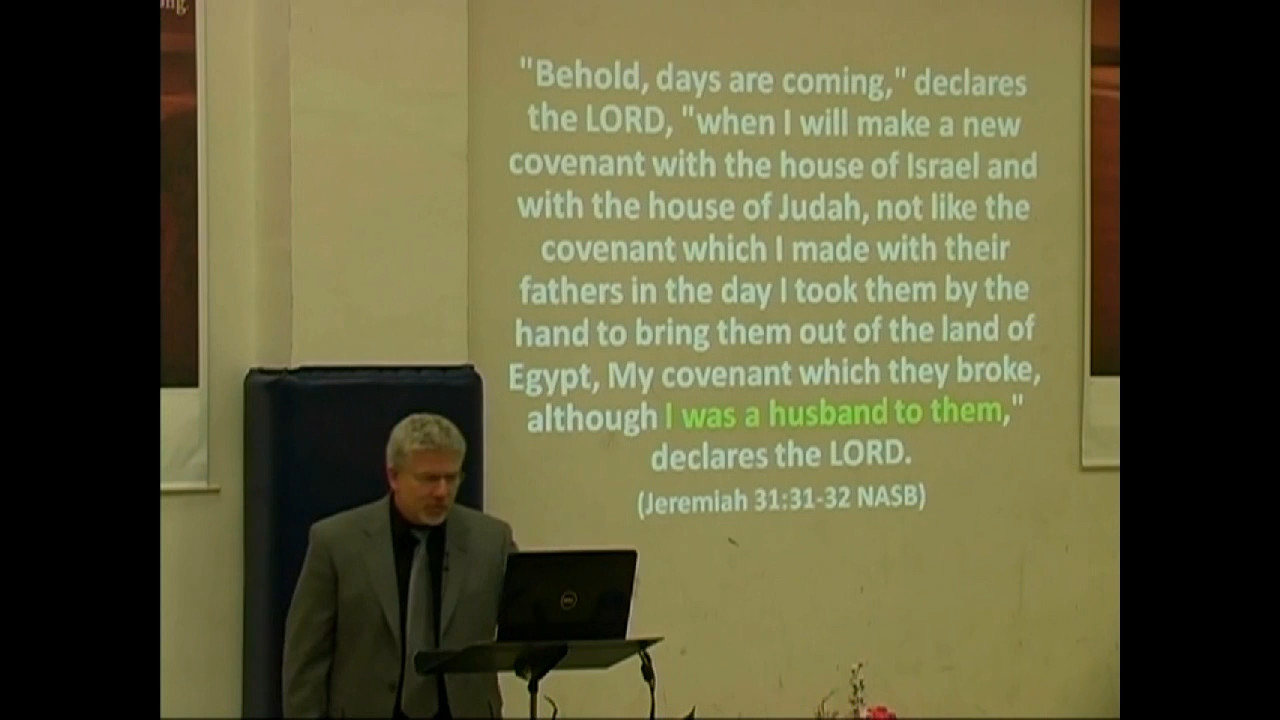 "Behold, days are coming," declares
the LORD, "when I will make a new
covenant with the house of Israel and
with the house of Judah, not like the
covenant which I made with their
fathers in the day I took them by the
hand to bring them out of the land of
Egypt, My covenant which they broke,
although I was a husband to them,"
declares the LORD.
(Jeremiah 31:31-32 NASB)
DELL